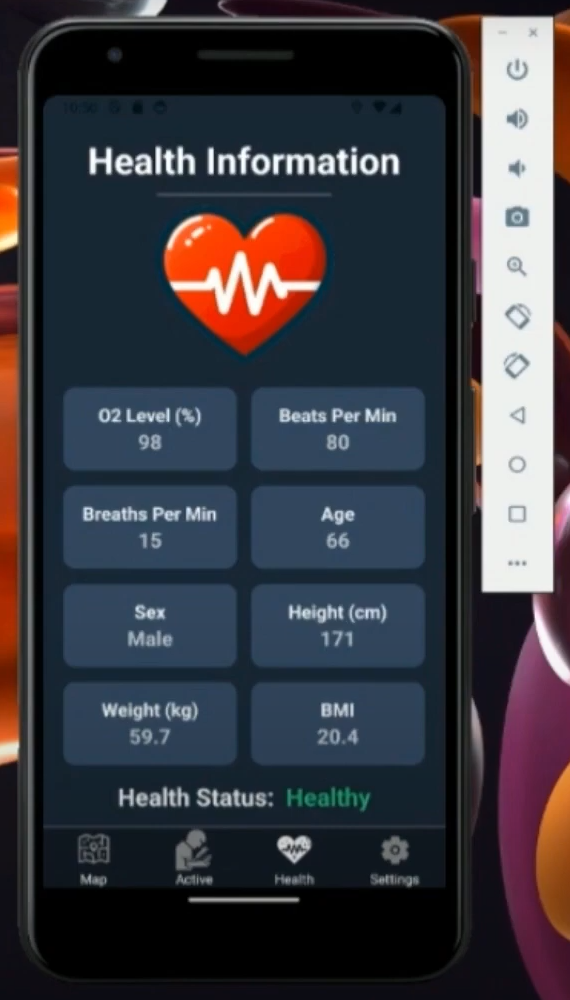 10:50
Health Information
O2 Level (%)
98
Beats Per Min
80
Breaths Per Min
15
Age
66
Sex
Male
Height (cm)
171
Weight (kg)
59.7
BMI
20.4
Health Status: Healthy
Map
Active
Health
Settings